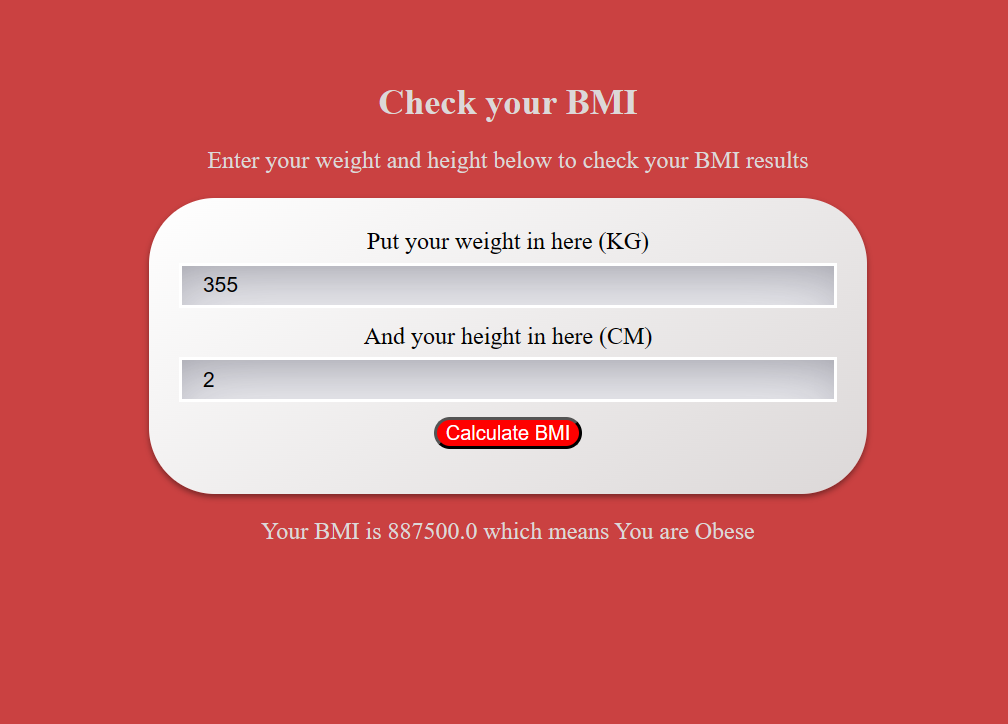 Check your BMI
Enter your weight and height below to check your BMI results
Put your weight in here (KG)
355
And your height in here (CM)
2
Calculate BMI
Your BMI is 887500.0 which means You are Obese